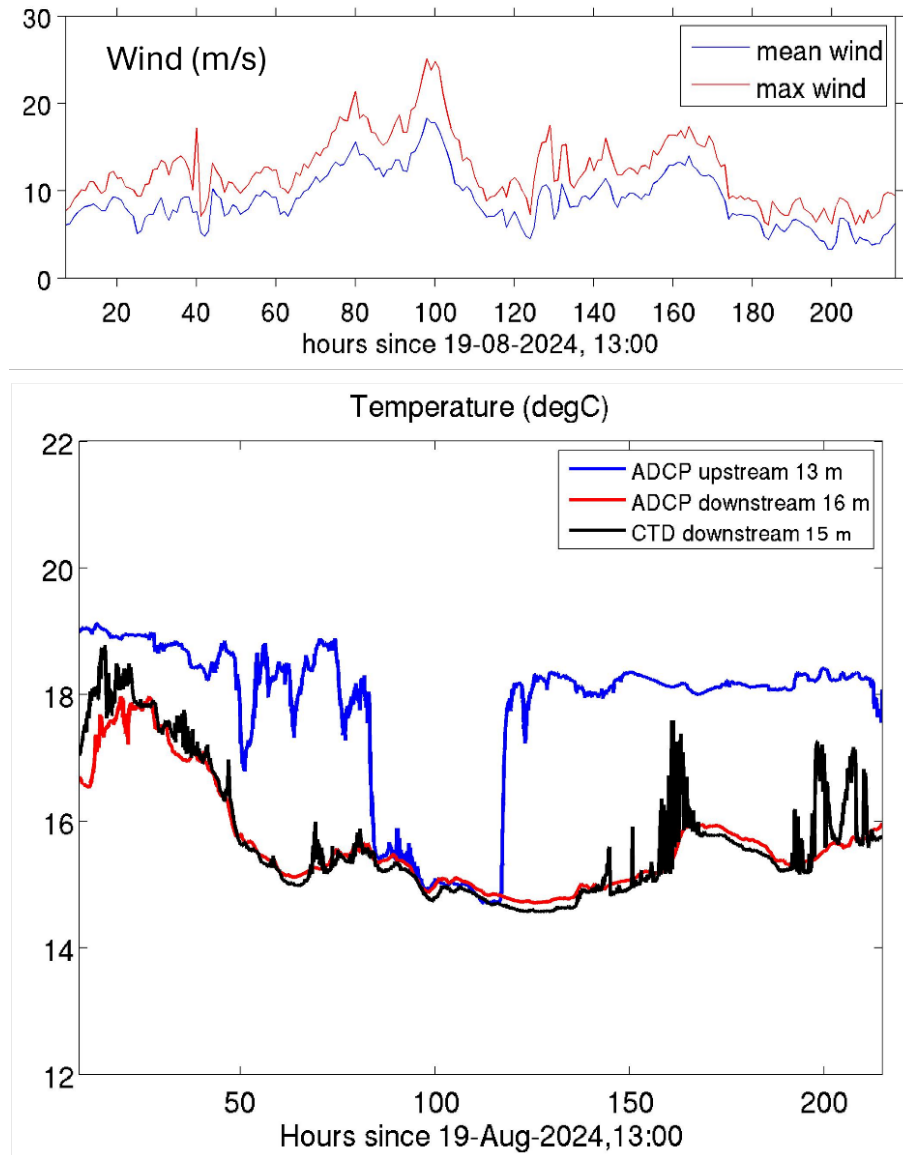 30
Wind (m/s)
mean wind
max wind
20
10
0
20 40 60 80 100 120 140 160 180 200
hours since 19-08-2024, 13:00
Temperature (degC)
22
ADCP upstream 13 m
ADCP downstream 16 m
CTD downstream 15 m
20
18
16
14
12
50 100 150 200
Hours since 19-Aug-2024,13:00